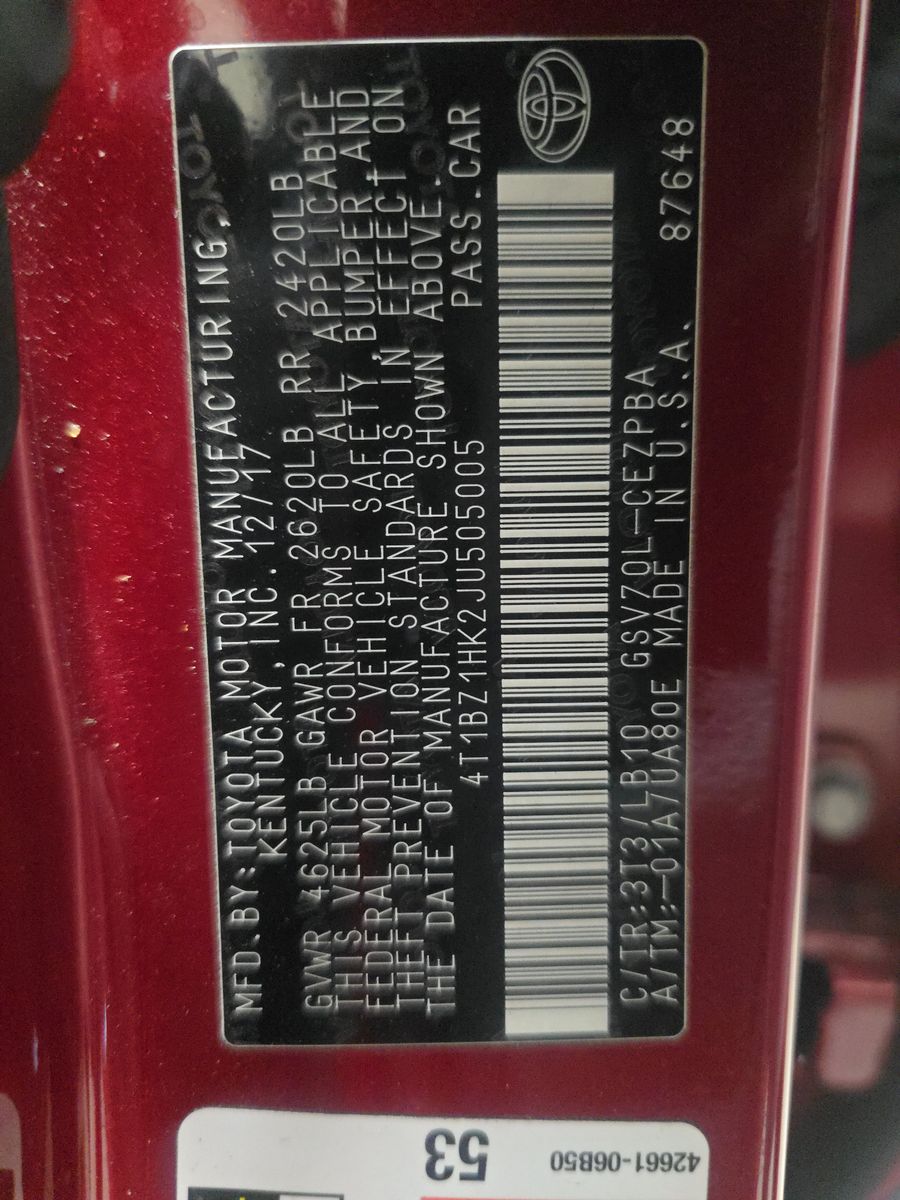 MFD.BY:TOYOTA MOTOR MANUFACTURING,
KENTUCKY,INC.12/17
GVWR 4625LB GAWR FR 2620LB RR 2420LB
THIS VEHICLE CONFORMS TO ALL APPLICABLE
FEDERAL MOTOR VEHICLE SAFETY,BUMPER,AND
THEFT PREVENTION STANDARDS IN EFFECT ON
THE DATE OF MANUFACTURE SHOWN ABOVE.
4T1BZ1HK2JU505005 PASS.CAR
C/TR:3T3/LB10 GSV70L-CEZPBA
A/TM:-01A/UA80E MADE IN U.S.A. 87648
53
42661-06B50